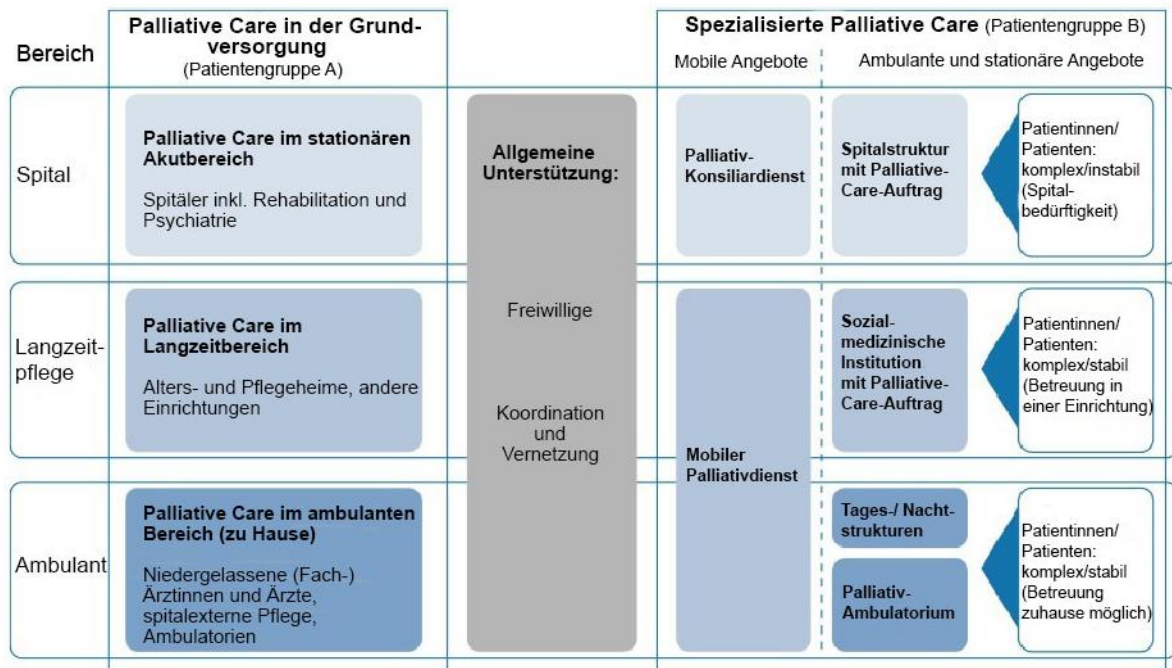 Bereich
Palliative Care in der Grund-
versorgung
(Patientengruppe A)
Spezialisierte Palliative Care (Patientengruppe B)
Mobile Angebote
Ambulante und stationäre Angebote
Spital
Palliative Care im stationären
Akutbereich
Spitäler inkl. Rehabilitation und
Psychiatrie
Allgemeine
Unterstützung:
Freiwillige
Koordination
und
Vernetzung
Palliativ-
Konsiliardienst
Spitalstruktur
mit Palliative-
Care-Auftrag
Patientinnen/
Patienten:
komplex/instabil
(Spital-
bedürftigkeit)
Langzeit-
pflege
Palliative Care im
Langzeitbereich
Alters- und Pflegeheime, andere
Einrichtungen
Mobiler
Palliativdienst
Sozial-
medizinische
Institution
mit Palliative-
Care-Auftrag
Patientinnen/
Patienten:
komplex/stabil
(Betreuung in
einer Einrichtung)
Ambulant
Palliative Care im ambulanten
Bereich (zu Hause)
Niedergelassene (Fach-)
Ärztinnen und Ärzte,
spitalexterne Pflege,
Ambulatorien
Tages-/ Nacht-
strukturen
Palliativ-
Ambulatorium
Patientinnen/
Patienten:
komplex/stabil
(Betreuung
zuhause möglich)